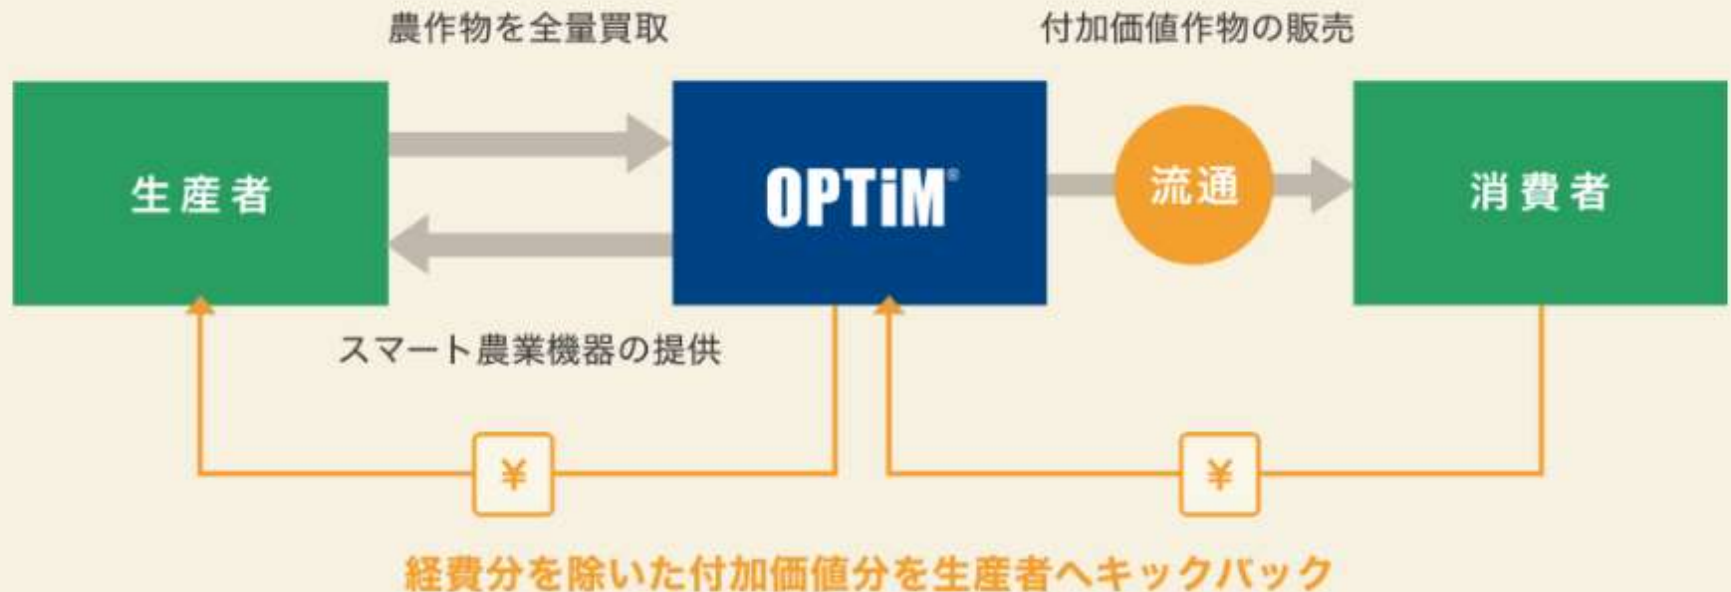 農作物を全量買取
付加価値作物の販売
生産者
OPTiM®
流通
消費者
スマート農業機器の提供
¥
¥
経費分を除いた付加価値分を生産者へキックバック